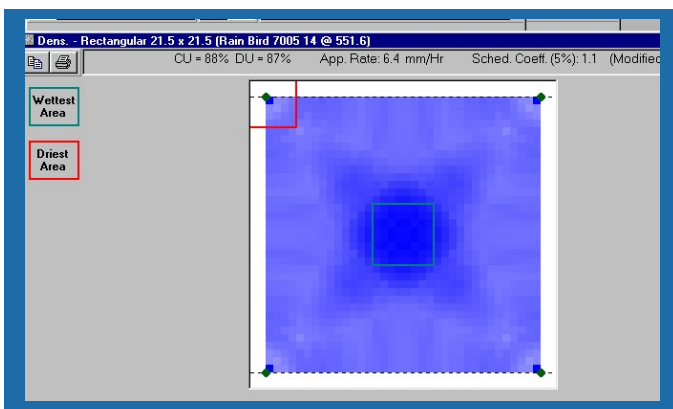 Dens. - Rectangular 21.5 x 21.5 (Rain Bird 7005 14 @ 551.6)
CU = 88% DU = 87% App. Rate: 6.4 mm/Hr Sched. Coeff. (5%): 1.1 (Modified
Wettest
Area
Driest
Area